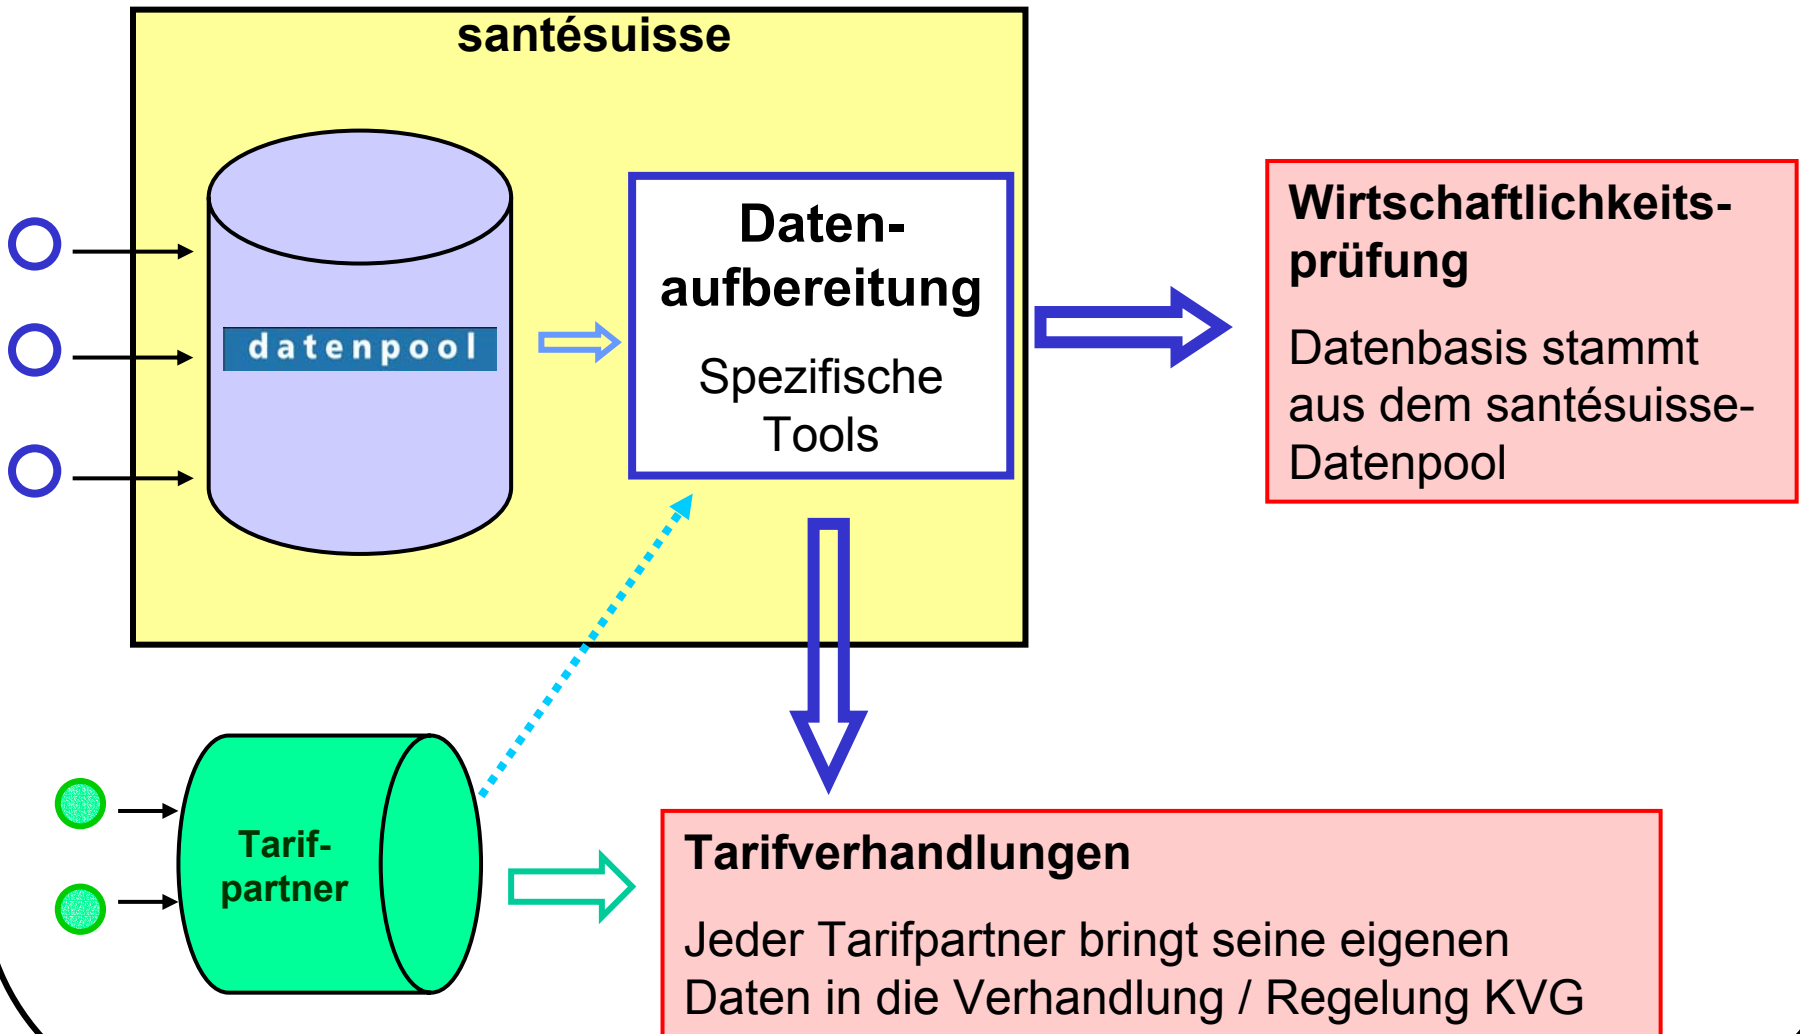 santésuisse
datenpool
Daten-
aufbereitung
Spezifische
Tools
Wirtschaftlichkeits-
prüfung
Datenbasis stammt
aus dem santésuisse-
Datenpool
Tarif-
partner
Tarifverhandlungen
Jeder Tarifpartner bringt seine eigenen
Daten in die Verhandlung / Regelung KVG